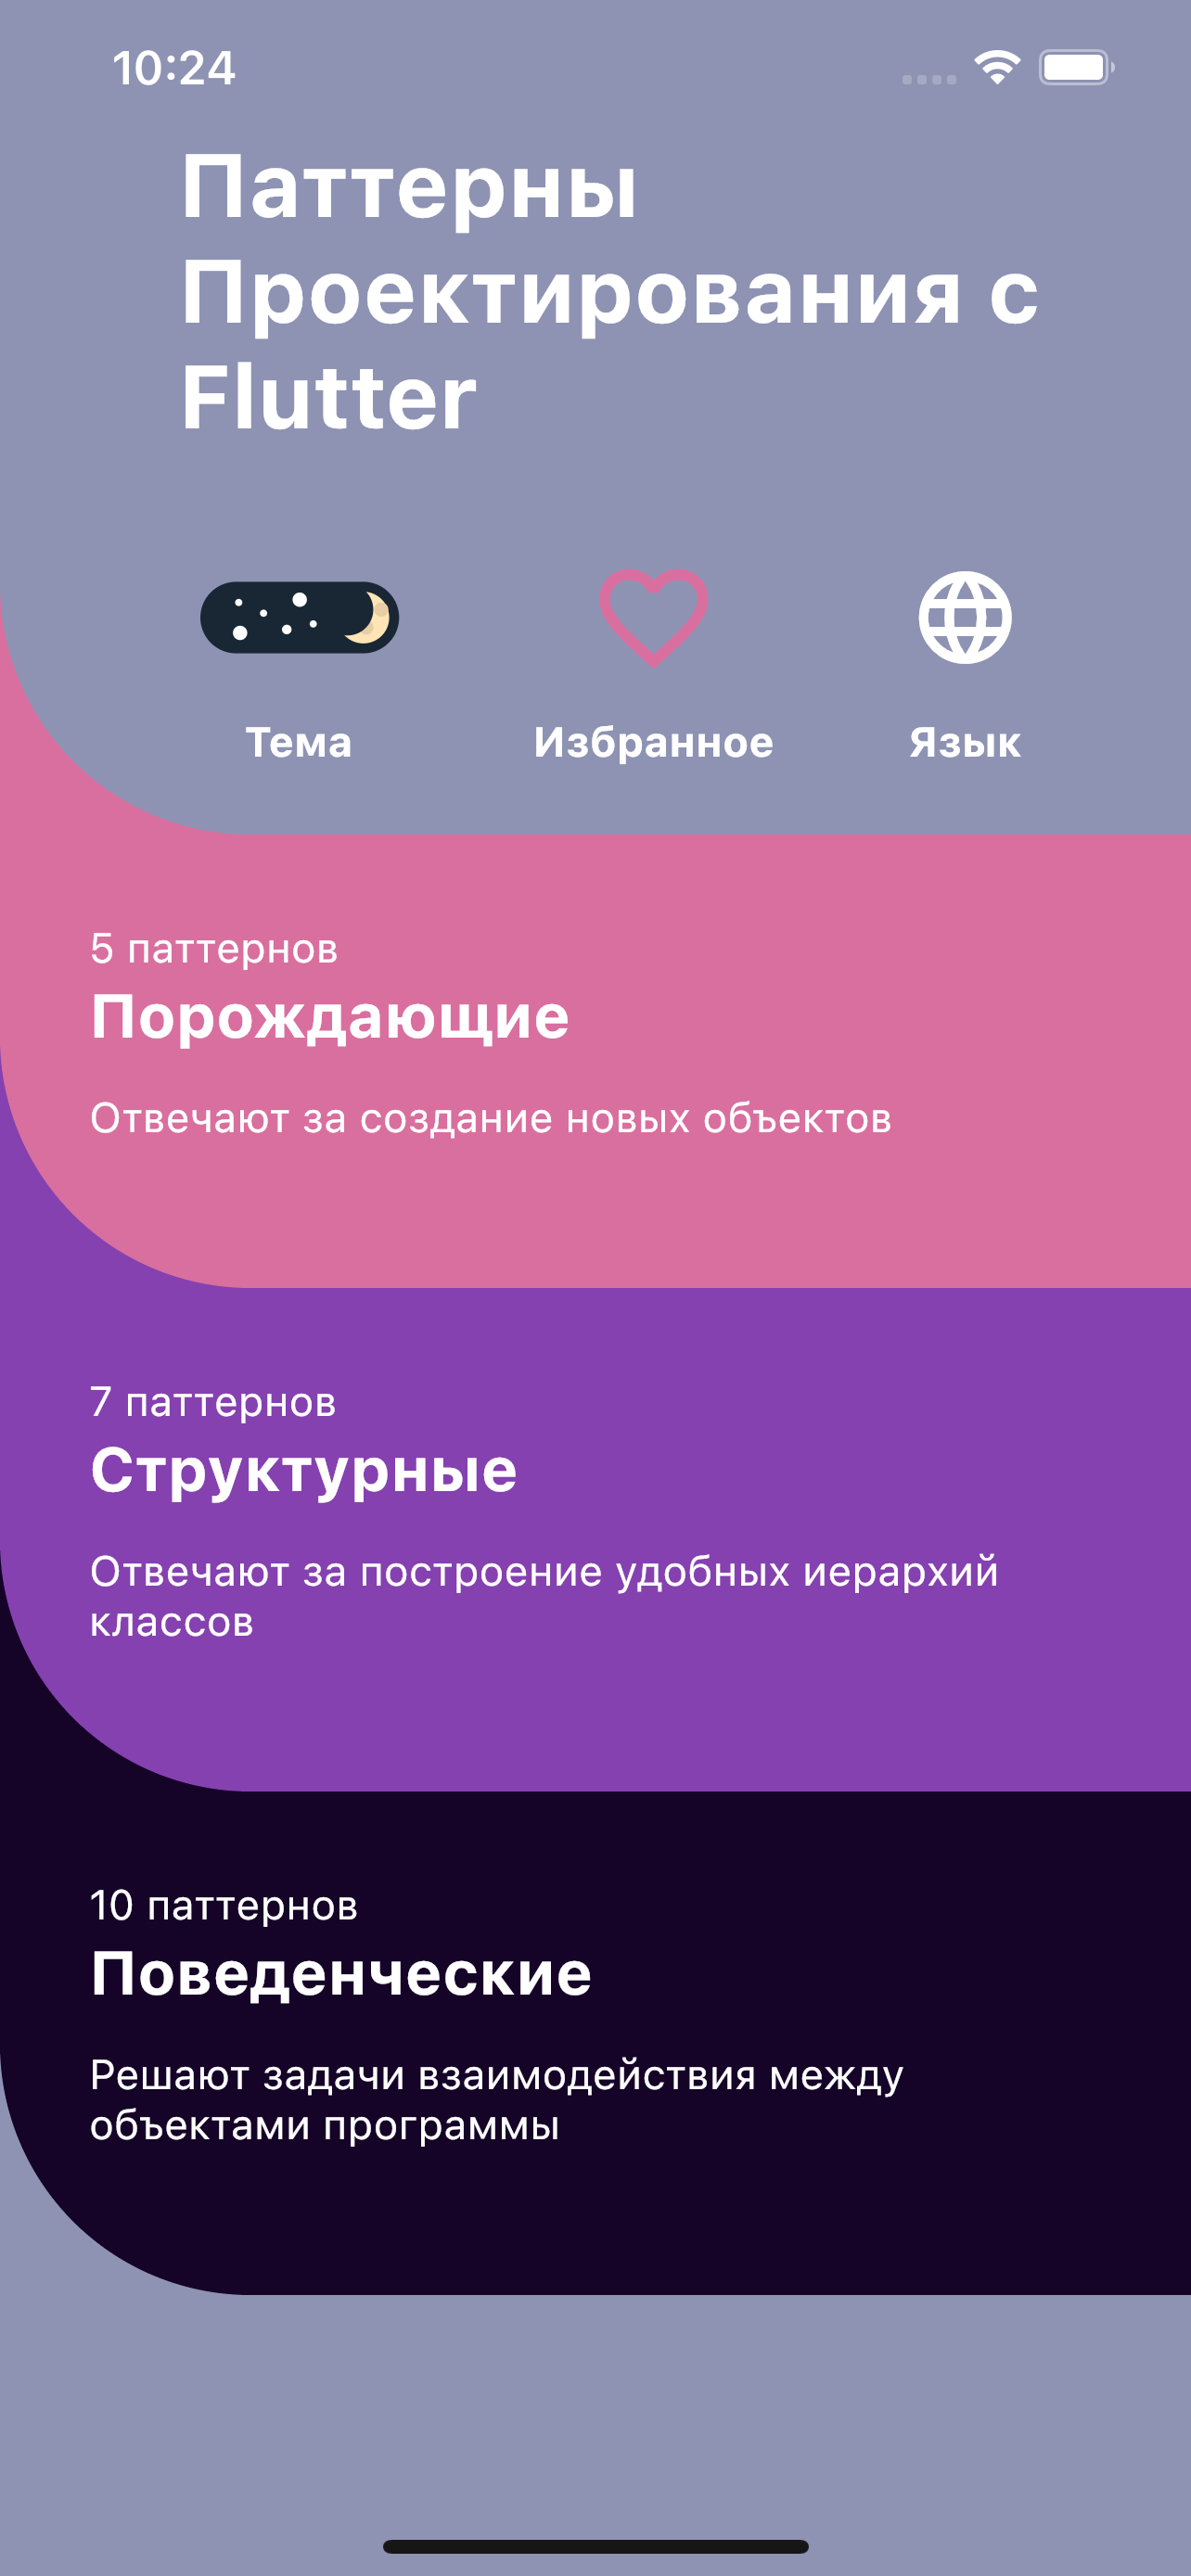 10:24
Паттерны
Проектирования с
Flutter
Тема
Избранное
Язык
5 паттернов
Порождающие
Отвечают за создание новых объектов
7 паттернов
Структурные
Отвечают за построение удобных иерархий
классов
10 паттернов
Поведенческие
Решают задачи взаимодействия между
объектами программы